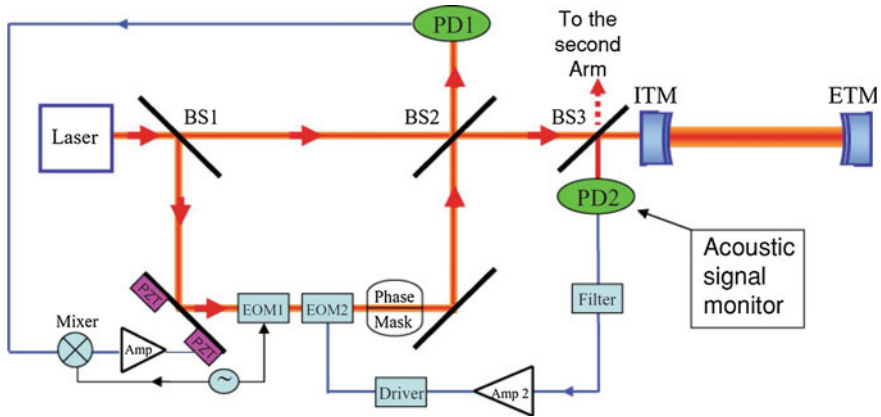 PD1
To the
second
Arm
ITM
ETM
BS1
BS2
BS3
Laser
PD2
Acoustic
signal
monitor
PZT
EOM1
EOM2
Phase
Mask
Filter
Mixer
Amp
PZT
~
Driver
Amp 2